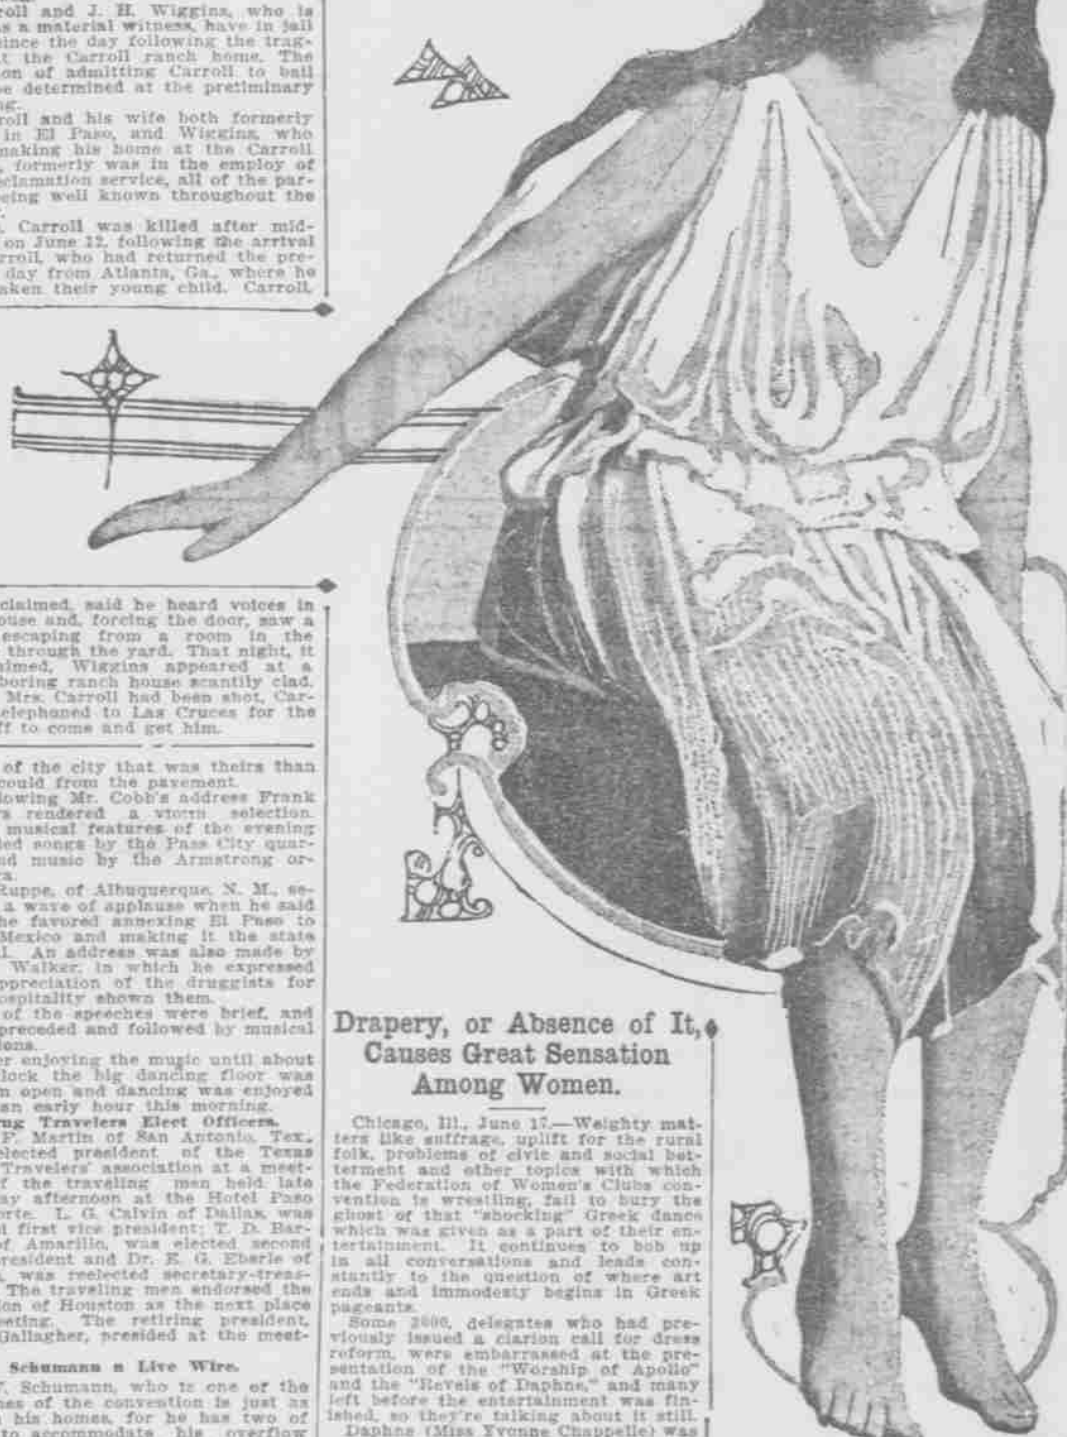 roll and J. H. Wiggins, who is
s a material witness, have in jail
since the day following the trag-
t the Carroll ranch home. The
on of admitting Carroll to bail
e determined at the preliminary
ng.
roll and his wife both formerly
in El Paso, and Wiggins, who
making his home at the Carroll
, formerly was in the employ of
eclamation service, all of the par-
eing well known throughout the
. Carroll was killed after mid-
on June 12, following the arrival
rroll, who had returned the pre-
day from Atlanta, Ga., where he
aken their young child. Carroll,
claimed, said he heard voices in
ouse and, forcing the door, saw a
escaping from a room in the
through the yard. That night, it
aimed, Wiggins appeared at a
boring ranch house scantily clad.
Mrs. Carroll had been shot, Car-
elephoned to Las Cruces for the
ff to come and get him.
of the city that was theirs than
could from the pavement.
lowing Mr. Cobb's address Frank
rs rendered a violin selection.
musical features of the evening
ded songs by the Pass City quar-
nd music by the Armstrong or-
ra.
Ruppe, of Albuquerque, N. M., se-
a wave of applause when he said
he favored annexing El Paso to
Mexico and making it the state
l. An address was also made by
Walker, in which he expressed
ppreciation of the druggists for
ospitality shown them.
of the speeches were brief, and
preceded and followed by musical
ions.
er enjoying the music until about
lock the big dancing floor was
n open and dancing was enjoyed
an early hour this morning.
rug Travelers Elect Officers.
F. Martin of San Antonio, Tex.,
elected president of the Texas
Travelers' association at a meet-
f the traveling men held late
ay afternoon at the Hotel Paso
orte. L. G. Calvin of Dallas, was
d first vice president; T. D. Bar-
of Amarillo, was elected second
resident and Dr. E. G. Eberle of
, was reelected secretary-treas-
The traveling men endorsed the
ion of Houston as the next place
eeting. The retiring president,
Gallagher, presided at the meet-
Schumann a Live Wire.
. Schumann, who is one of the
nes of the convention is just as
his homes, for he has two of
to accommodate his overflow
Drapery, or Absence of It,
Causes Great Sensation
Among Women.
Chicago, Ill., June 17.—Weighty mat-
ters like suffrage, uplift for the rural
folk, problems of civic and social bet-
terment and other topics with which
the Federation of Women's Clubs con-
vention is wrestling, fail to bury the
ghost of that "shocking" Greek dance
which was given as a part of their en-
tertainment. It continues to bob up
in all conversations and leads con-
stantly to the question of where art
ends and immodesty begins in Greek
pageants.
Some 2000, delegates who had pre-
viously issued a clarion call for dress
reform, were embarrassed at the pre-
sentation of the "Worship of Apollo"
and the "Revels of Daphne," and many
left before the entertainment was fin-
ished, so they're talking about it still.
Daphne (Miss Yvonne Chappelle) was